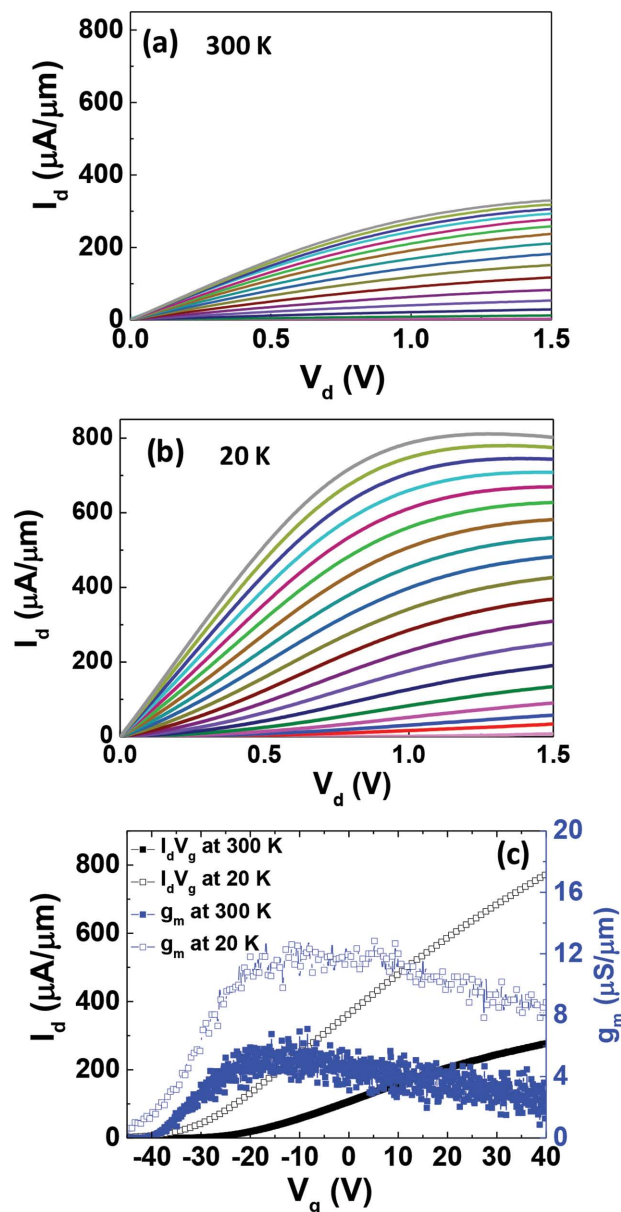 (a) 300 K
800
600
400
200
0
I_d (μA/μm)
0.0 0.5 1.0 1.5
V_d (V)
(b) 20 K
800
600
400
200
0
I_d (μA/μm)
0.0 0.5 1.0 1.5
V_d (V)
(c)
I_dV_g at 300 K
I_dV_g at 20 K
g_m at 300 K
g_m at 20 K
800
600
400
200
0
I_d (μA/μm)
20
16
12
8
4
0
g_m (μS/μm)
-40 -30 -20 -10 0 10 20 30 40
V_g (V)